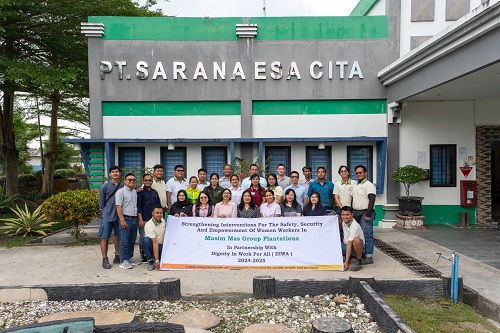 PT. SARANA ESA CITA
Strengthening Interventions For The Safety, Security
And Empowerment Of Women Workers In
Musim Mas Group Plantations
In Partnership With
Dignity In Work For All ( DIWA )
2024-2025